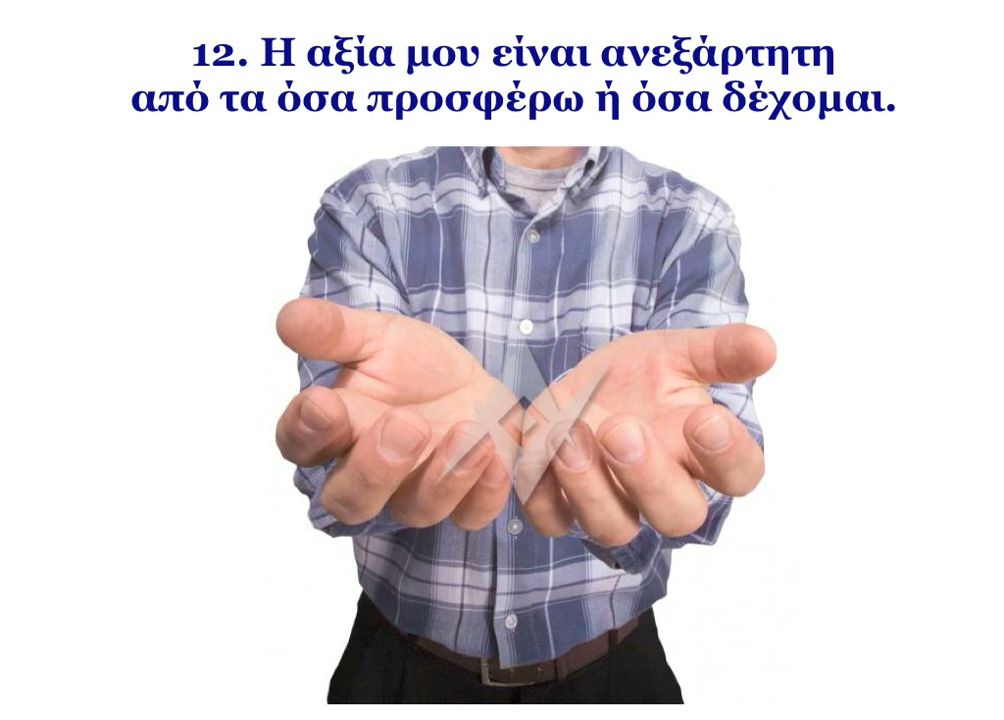 12. Η αξία μου είναι ανεξάρτητη
από τα όσα προσφέρω ή όσα δέχομαι.